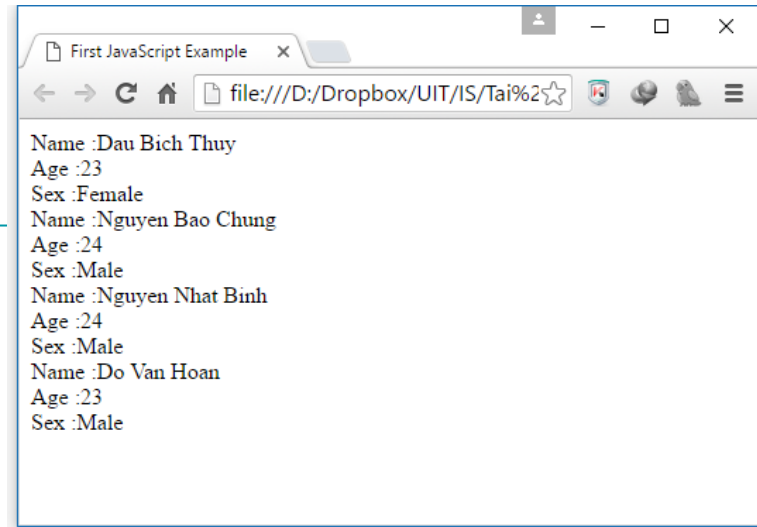 First JavaScript Example
file:///D:/Dropbox/UIT/IS/Tai%2
Name :Dau Bich Thuy
Age :23
Sex :Female
Name :Nguyen Bao Chung
Age :24
Sex :Male
Name :Nguyen Nhat Binh
Age :24
Sex :Male
Name :Do Van Hoan
Age :23
Sex :Male